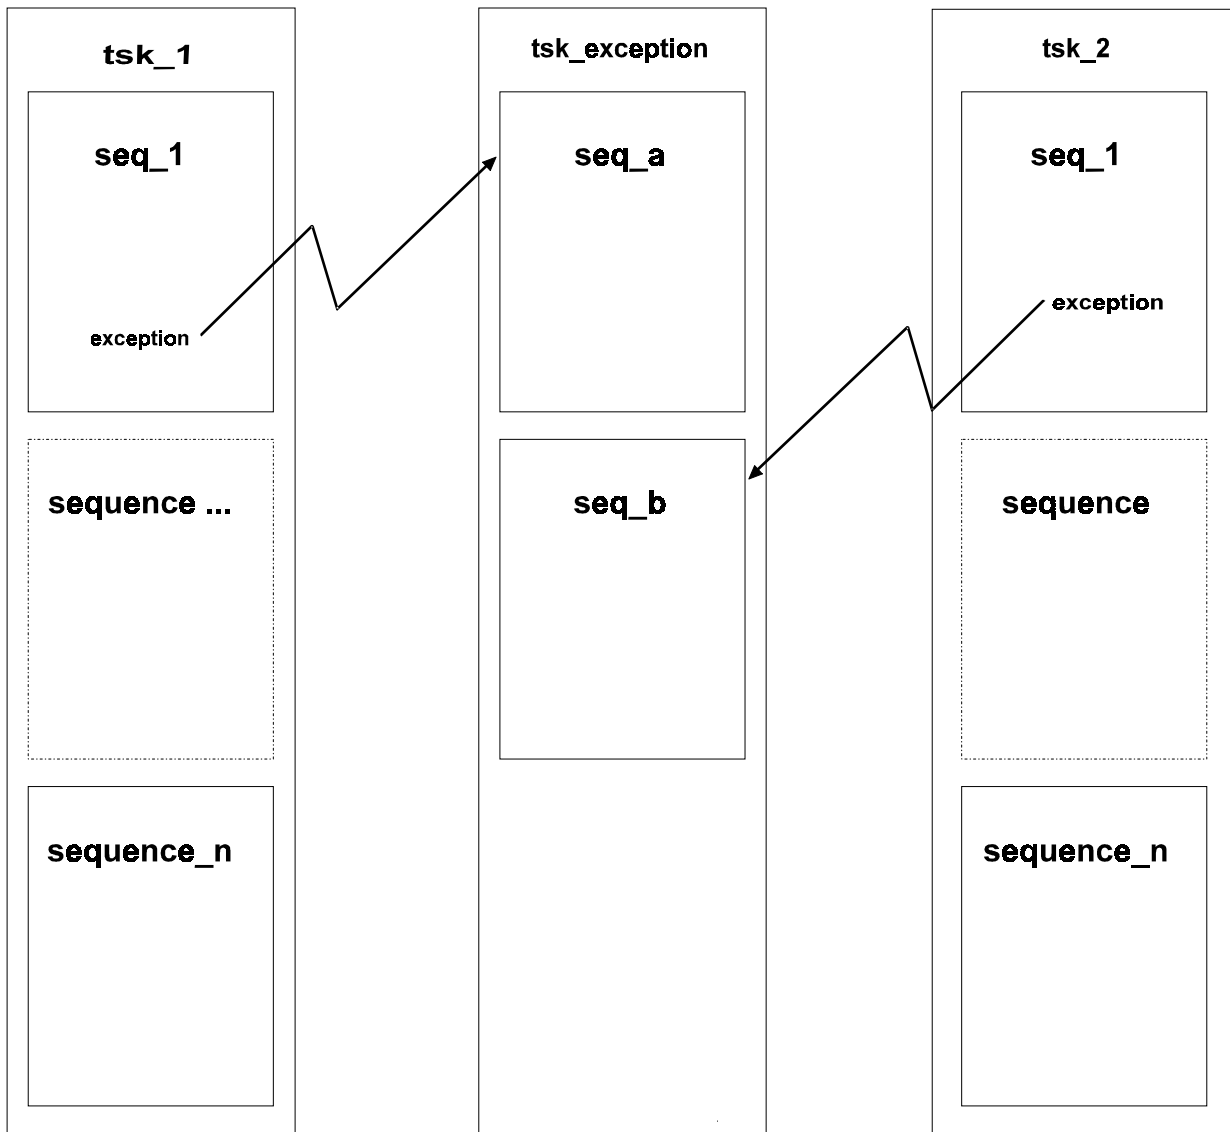 tsk_1
seq_1
exception
sequence ...
sequence_n
tsk_exception
seq_a
seq_b
tsk_2
seq_1
exception
sequence
sequence_n